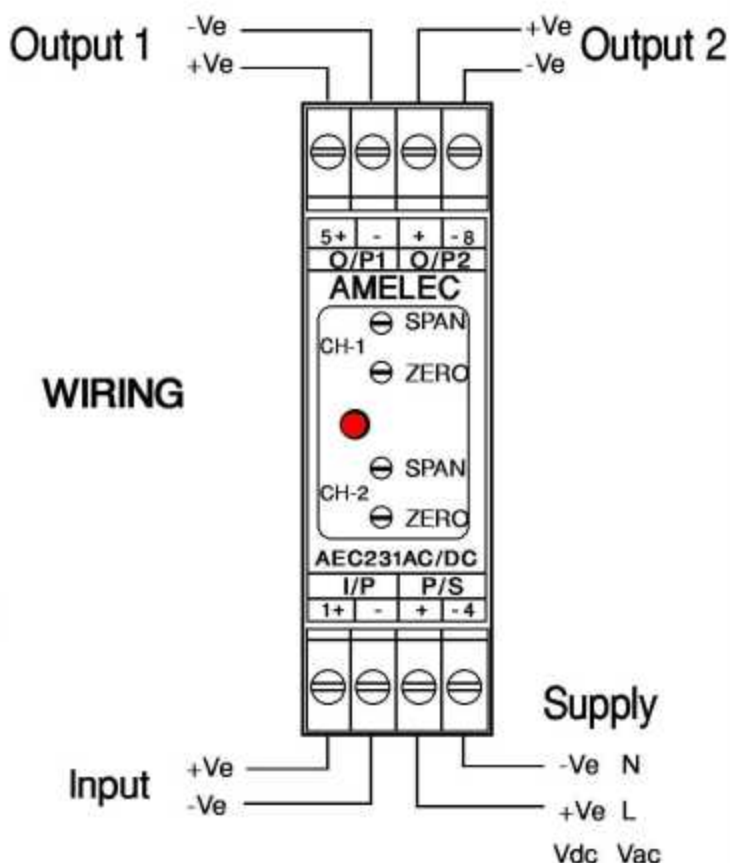 -Ve
+Ve
Output 1
Output 2
+Ve
-Ve
5+ - + -8
O/P1 O/P2
AMELEC
SPAN
CH-1
ZERO
WIRING
SPAN
CH-2
ZERO
AEC231AC/DC
I/P P/S
1+ - + -4
Supply
Input
+Ve
-Ve
-Ve N
+Ve L
Vdc Vac